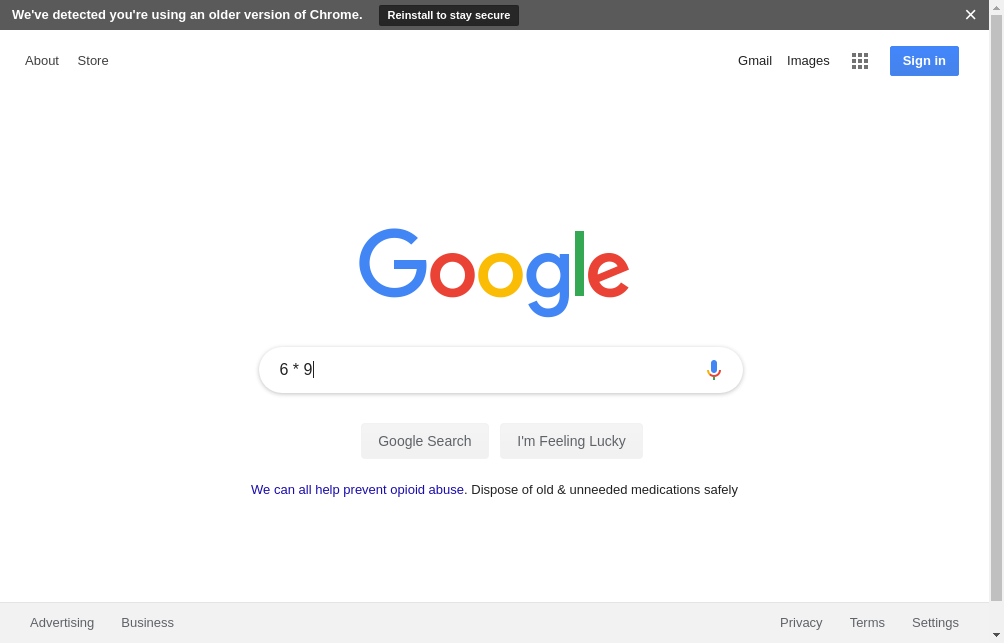 We've detected you're using an older version of Chrome. Reinstall to stay secure
About Store Gmail Images Sign in
Google
6 * 9
Google Search I'm Feeling Lucky
We can all help prevent opioid abuse. Dispose of old & unneeded medications safely
Advertising Business Privacy Terms Settings